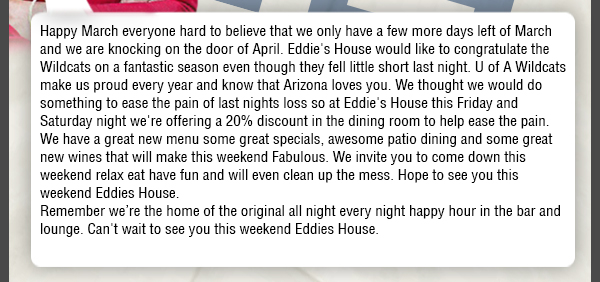 Happy March everyone hard to believe that we only have a few more days left of March
and we are knocking on the door of April. Eddie's House would like to congratulate the
Wildcats on a fantastic season even though they fell little short last night. U of A Wildcats
make us proud every year and know that Arizona loves you. We thought we would do
something to ease the pain of last nights loss so at Eddie's House this Friday and
Saturday night we're offering a 20% discount in the dining room to help ease the pain.
We have a great new menu some great specials, awesome patio dining and some great
new wines that will make this weekend Fabulous. We invite you to come down this
weekend relax eat have fun and will even clean up the mess. Hope to see you this
weekend Eddies House.
Remember we're the home of the original all night every night happy hour in the bar and
lounge. Can't wait to see you this weekend Eddies House.